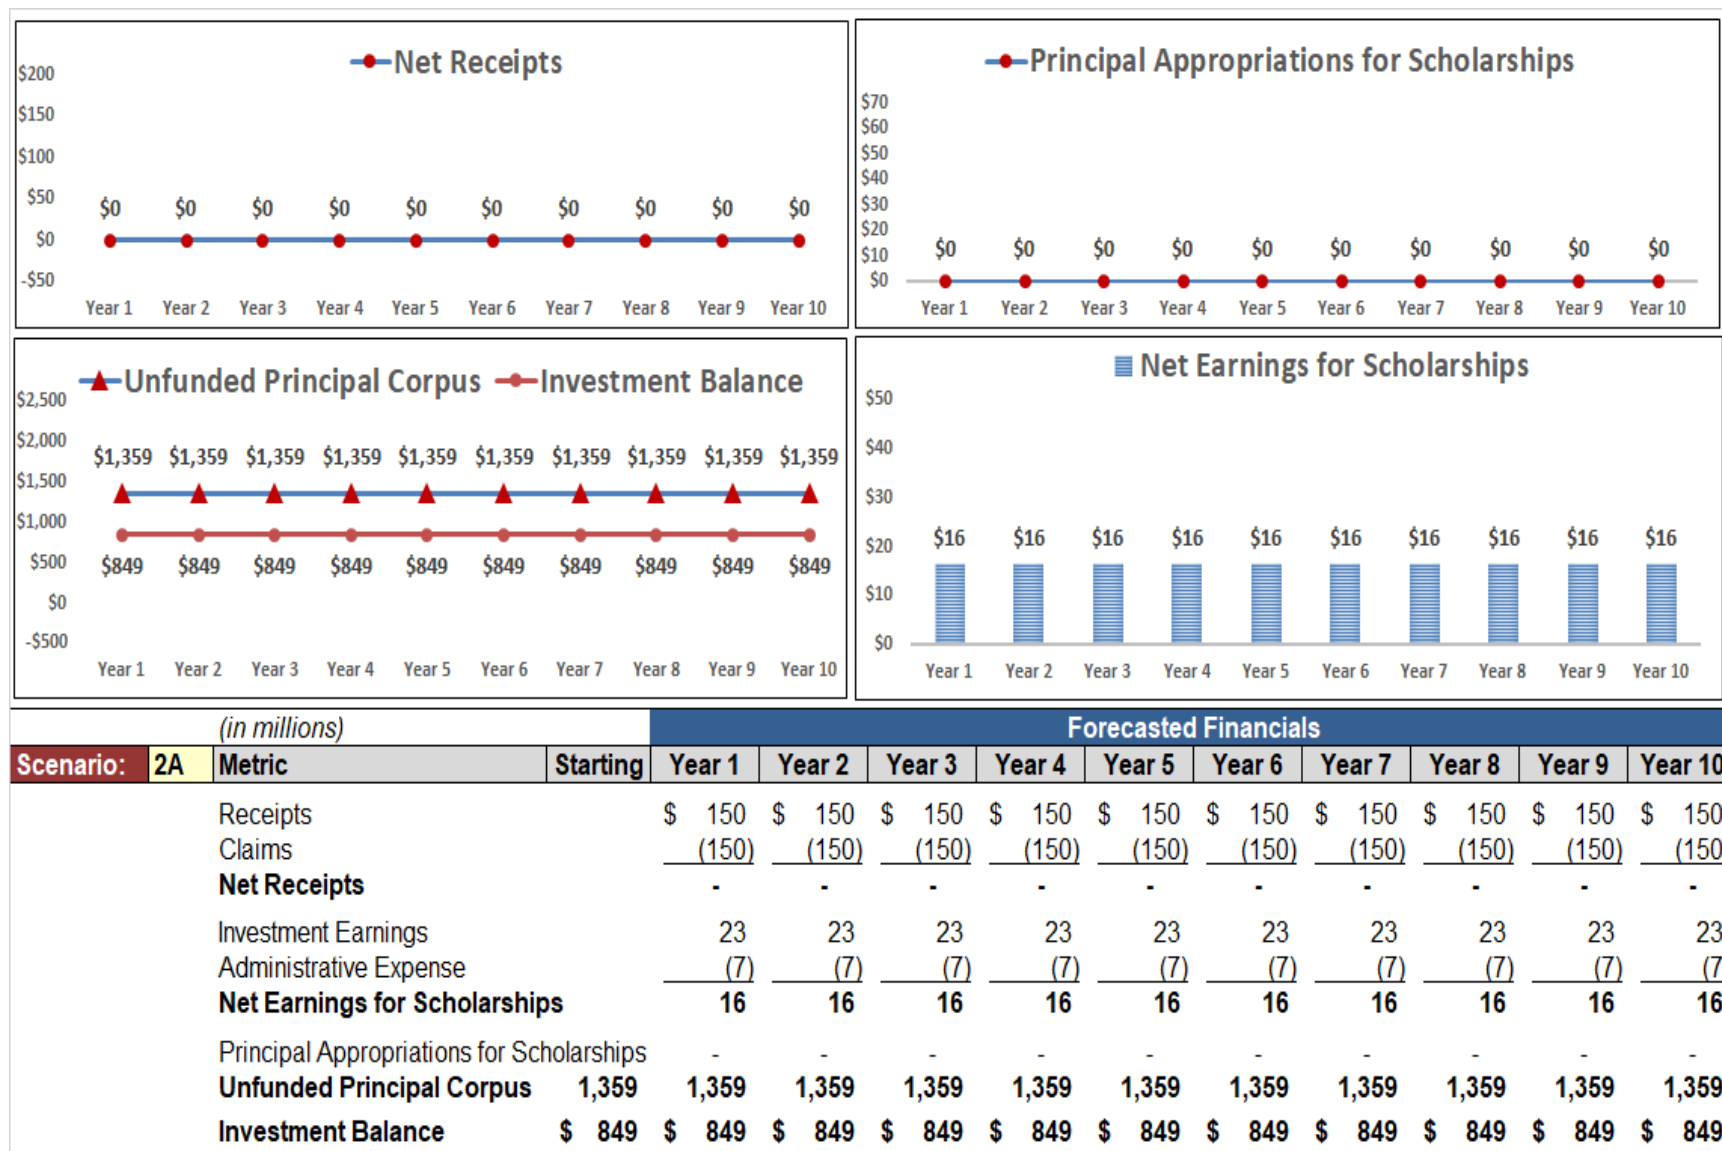 Net Receipts
$200
$150
$100
$50
$0
-$50
$0 $0 $0 $0 $0 $0 $0 $0 $0 $0
Year 1 Year 2 Year 3 Year 4 Year 5 Year 6 Year 7 Year 8 Year 9 Year 10
Principal Appropriations for Scholarships
$70
$60
$50
$40
$30
$20
$10
$0
$0 $0 $0 $0 $0 $0 $0 $0 $0 $0
Year 1 Year 2 Year 3 Year 4 Year 5 Year 6 Year 7 Year 8 Year 9 Year 10
Unfunded Principal Corpus Investment Balance
$2,500
$2,000
$1,500
$1,000
$500
$0
-$500
$1,359 $1,359 $1,359 $1,359 $1,359 $1,359 $1,359 $1,359 $1,359 $1,359
$849 $849 $849 $849 $849 $849 $849 $849 $849 $849
Year 1 Year 2 Year 3 Year 4 Year 5 Year 6 Year 7 Year 8 Year 9 Year 10
Net Earnings for Scholarships
$50
$40
$30
$20
$10
$0
$16 $16 $16 $16 $16 $16 $16 $16 $16 $16
Year 1 Year 2 Year 3 Year 4 Year 5 Year 6 Year 7 Year 8 Year 9 Year 10
(in millions) Forecasted Financials
Scenario: 2A Metric Starting Year 1 Year 2 Year 3 Year 4 Year 5 Year 6 Year 7 Year 8 Year 9 Year 10
Receipts $ 150 $ 150 $ 150 $ 150 $ 150 $ 150 $ 150 $ 150 $ 150 $ 150
Claims (150) (150) (150) (150) (150) (150) (150) (150) (150) (150
Net Receipts - - - - - - - - - -
Investment Earnings 23 23 23 23 23 23 23 23 23 23
Administrative Expense (7) (7) (7) (7) (7) (7) (7) (7) (7) (7
Net Earnings for Scholarships 16 16 16 16 16 16 16 16 16 16
Principal Appropriations for Scholarships - - - - - - - - - -
Unfunded Principal Corpus 1,359 1,359 1,359 1,359 1,359 1,359 1,359 1,359 1,359 1,359 1,359
Investment Balance $ 849 $ 849 $ 849 $ 849 $ 849 $ 849 $ 849 $ 849 $ 849 $ 849 $ 849